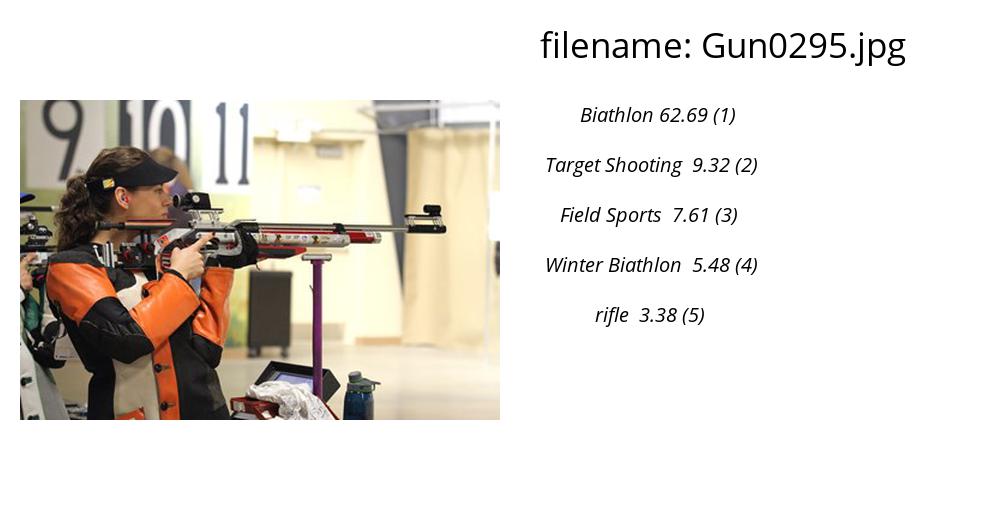 filename: Gun0295.jpg
9 10 11
Biathlon 62.69 (1)
Target Shooting 9.32 (2)
Field Sports 7.61 (3)
Winter Biathlon 5.48 (4)
rifle 3.38 (5)